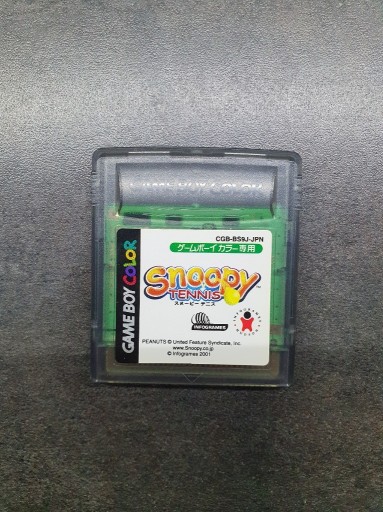 GAME BOY COLOR
GAME BOY COLOR
CGB-BS9J-JPN
ゲームボーイ カラー専用
Snoopy
TENNIS
スヌーピー テニス
INFOGRAMES
PEANUTS © United Feature Syndicate, Inc.
www.Snoopy.co.jp
© Infogrames 2001